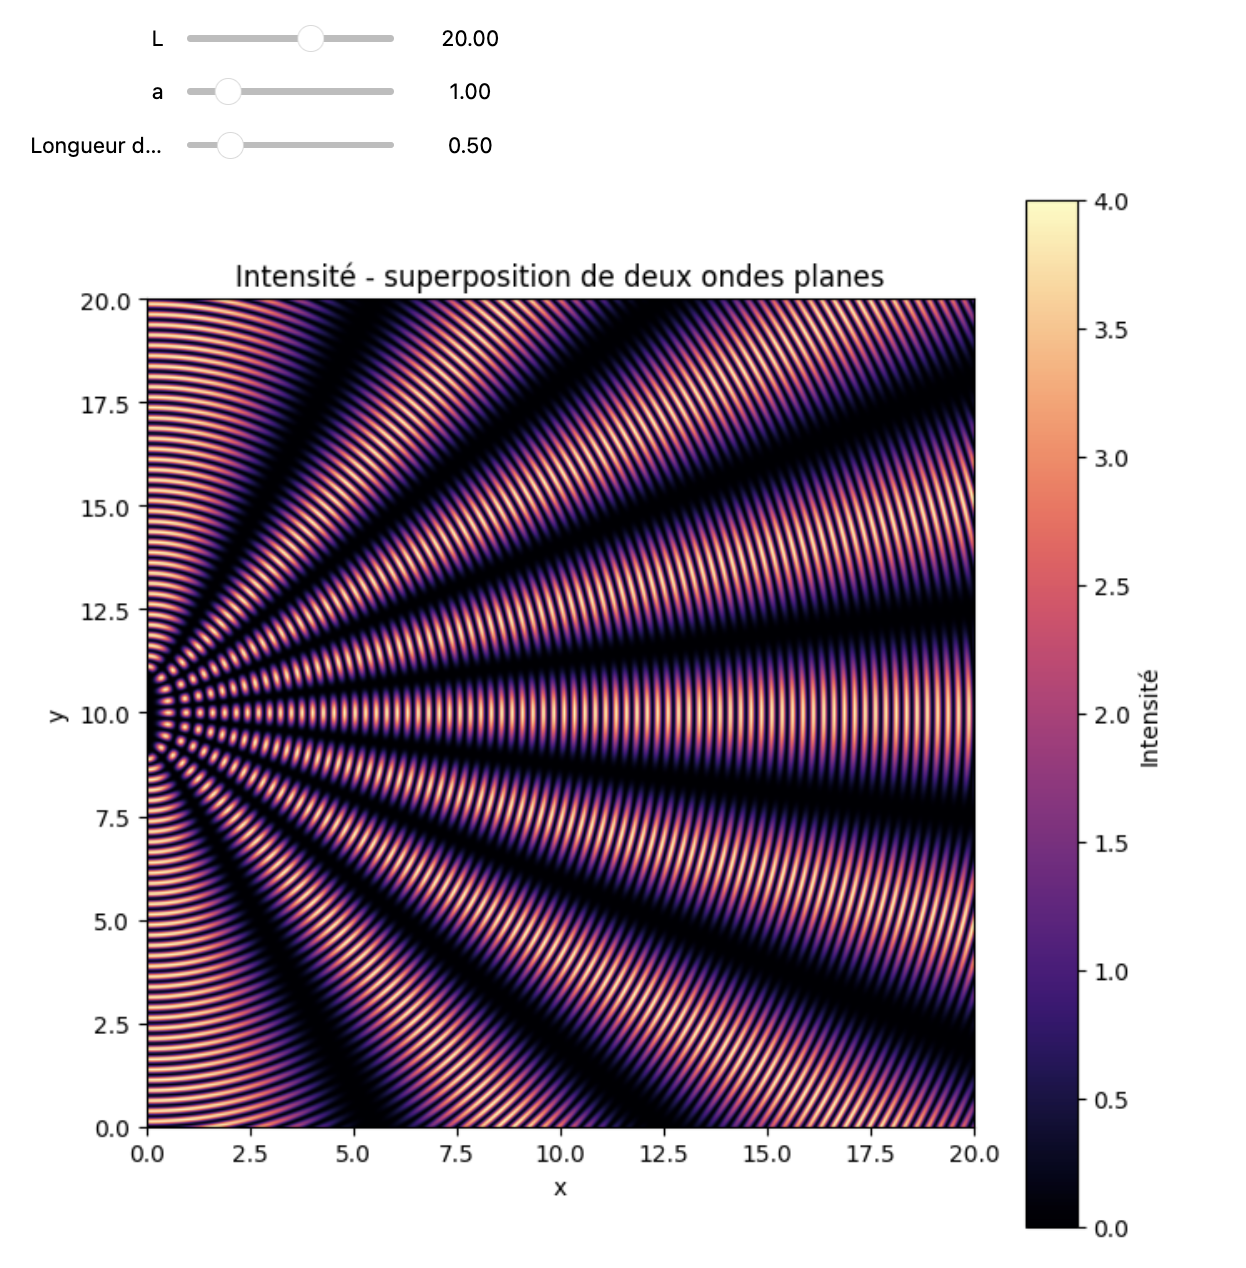 L 20.00
a 1.00
Longueur d... 0.50
Intensité - superposition de deux ondes planes
20.0
17.5
15.0
12.5
10.0
7.5
5.0
2.5
0.0
y
0.0 2.5 5.0 7.5 10.0 12.5 15.0 17.5 20.0
x
4.0
3.5
3.0
2.5
2.0
1.5
1.0
0.5
0.0
Intensité